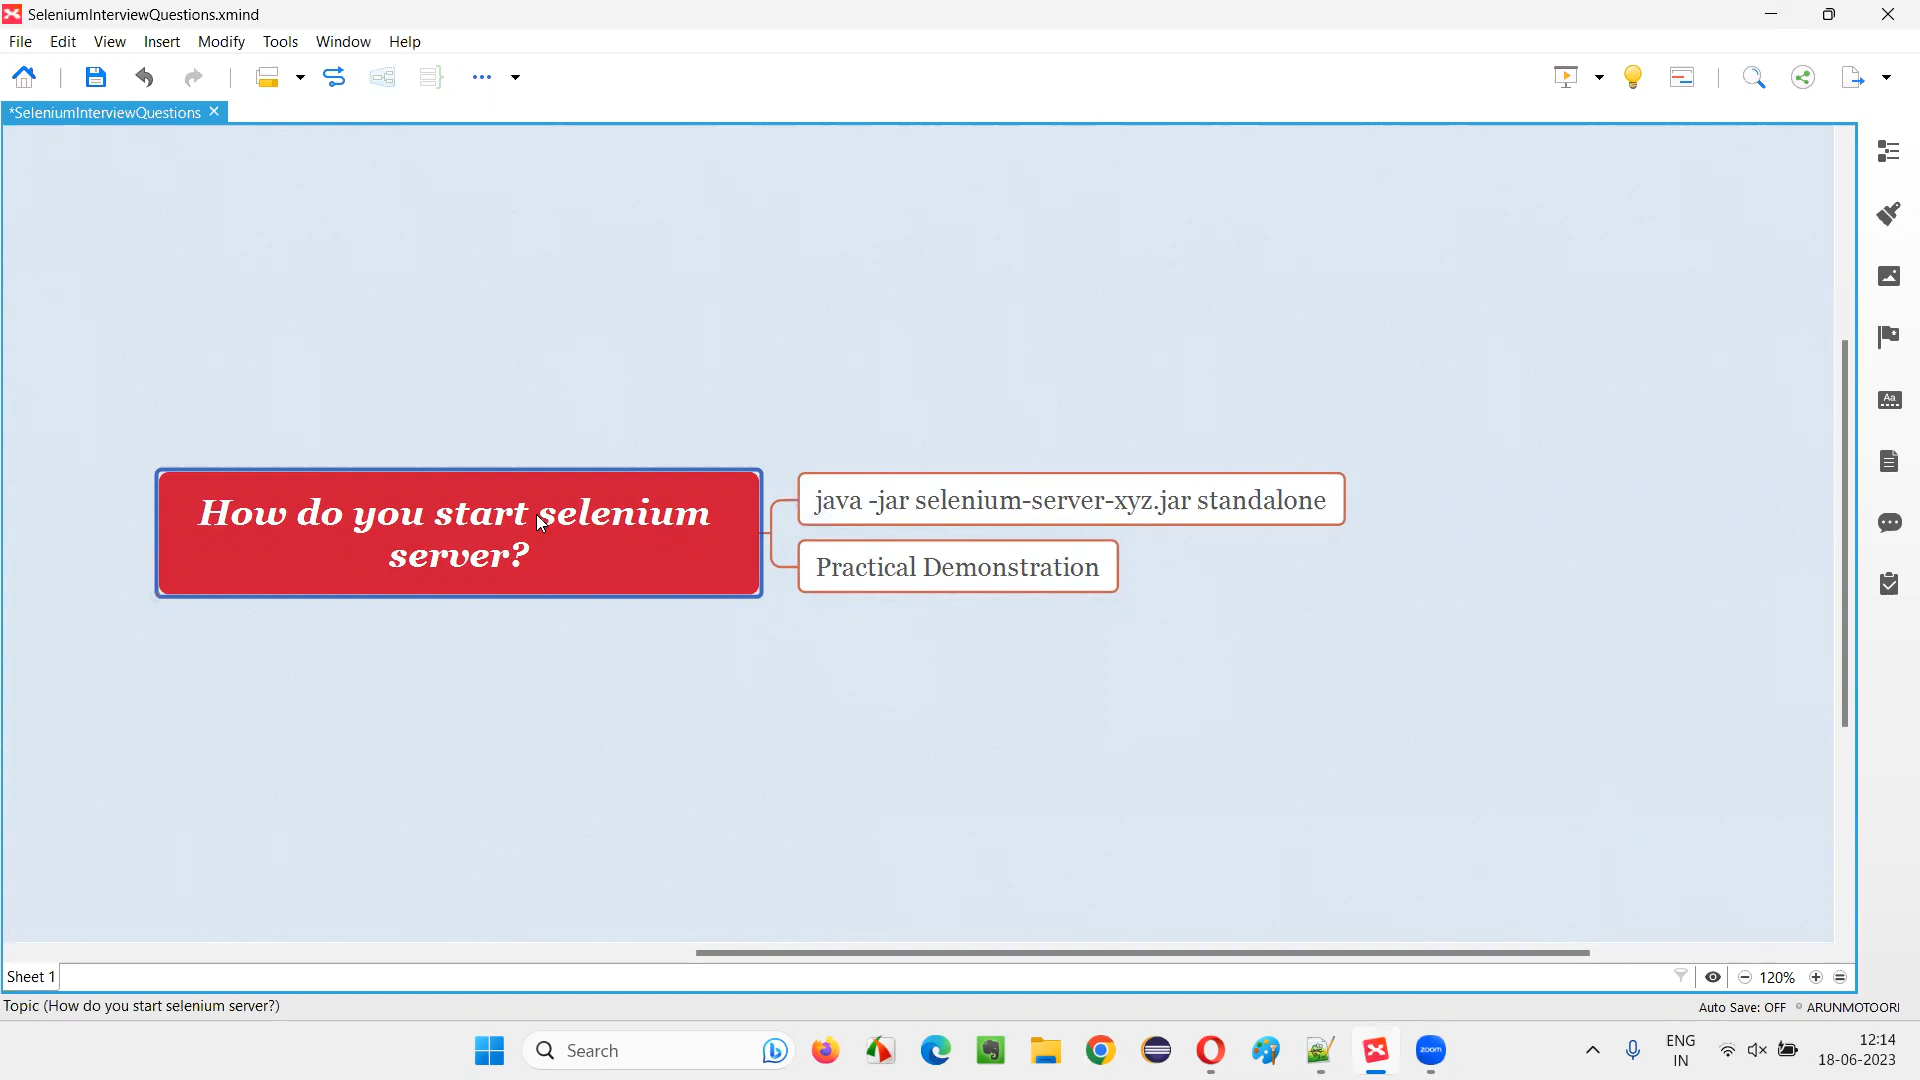 SeleniumInterviewQuestions.xmind
File Edit View Insert Modify Tools Window Help
*SeleniumInterviewQuestions
How do you start selenium
server?
java -jar selenium-server-xyz.jar standalone
Practical Demonstration
Aa
Sheet 1
120%
Topic (How do you start selenium server?)
Auto Save: OFF ARUNMOTOORI
Search
zoom
ENG
IN
12:14
18-06-2023